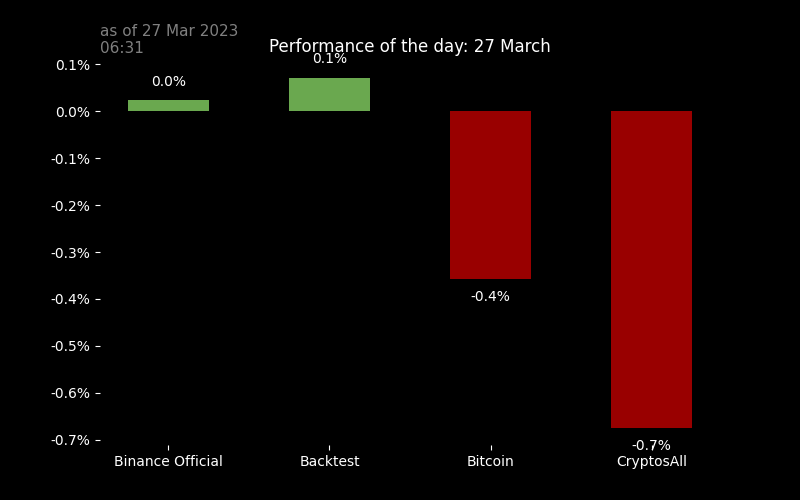 as of 27 Mar 2023
06:31
Performance of the day: 27 March
0.1%
0.0%
-0.1%
-0.2%
-0.3%
-0.4%
-0.5%
-0.6%
-0.7%
0.0%
0.1%
-0.4%
-0.7%
Binance Official
Backtest
Bitcoin
CryptosAll